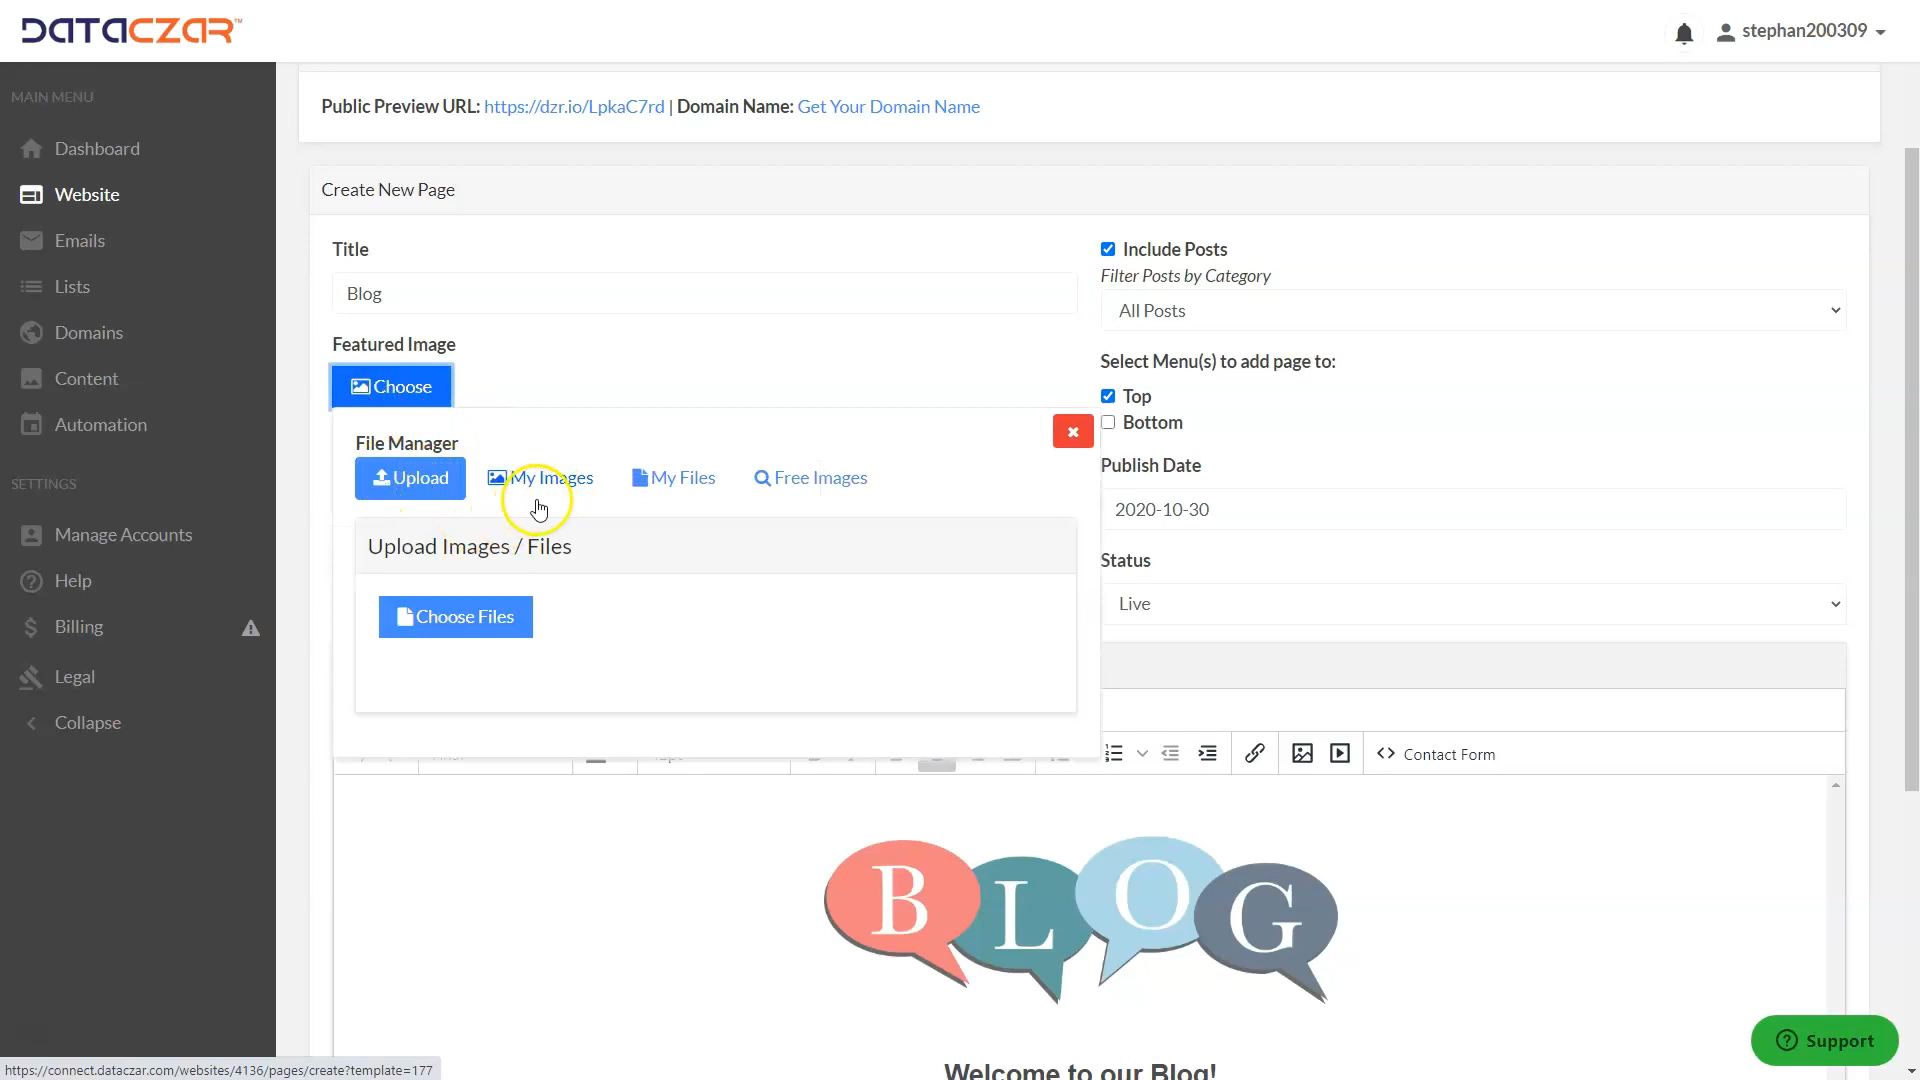 DATACZAR™
stephan200309
MAIN MENU
Dashboard
Website
Emails
Lists
Domains
Content
Automation
SETTINGS
Manage Accounts
Help
Billing
Legal
Collapse
Public Preview URL: https://dzr.io/LpkaC7rd | Domain Name: Get Your Domain Name
Create New Page
Title
Blog
Featured Image
Choose
File Manager
Upload My Images My Files Free Images
Upload Images / Files
Choose Files
Include Posts
Filter Posts by Category
All Posts
Select Menu(s) to add page to:
Top
Bottom
Publish Date
2020-10-30
Status
Live
Contact Form
BLOG
Welcome to our Blog!
Support
https://connect.dataczar.com/websites/4136/pages/create?template=177